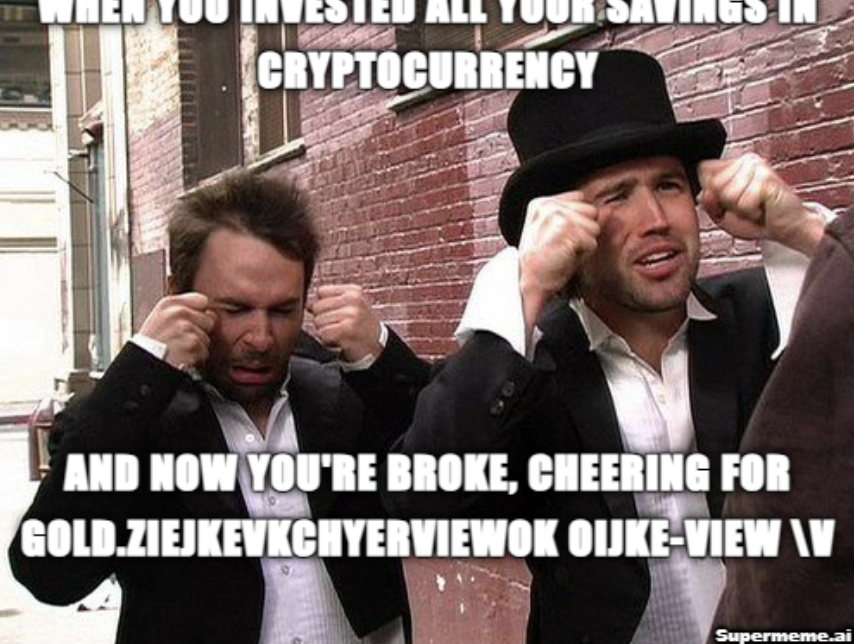 WHEN YOU INVESTED ALL YOUR SAVINGS IN
CRYPTOCURRENCY
AND NOW YOU'RE BROKE, CHEERING FOR
GOLD.ZIEJKEVKCHYERVIEWOK OIJKE-VIEW \V
Supermeme.ai